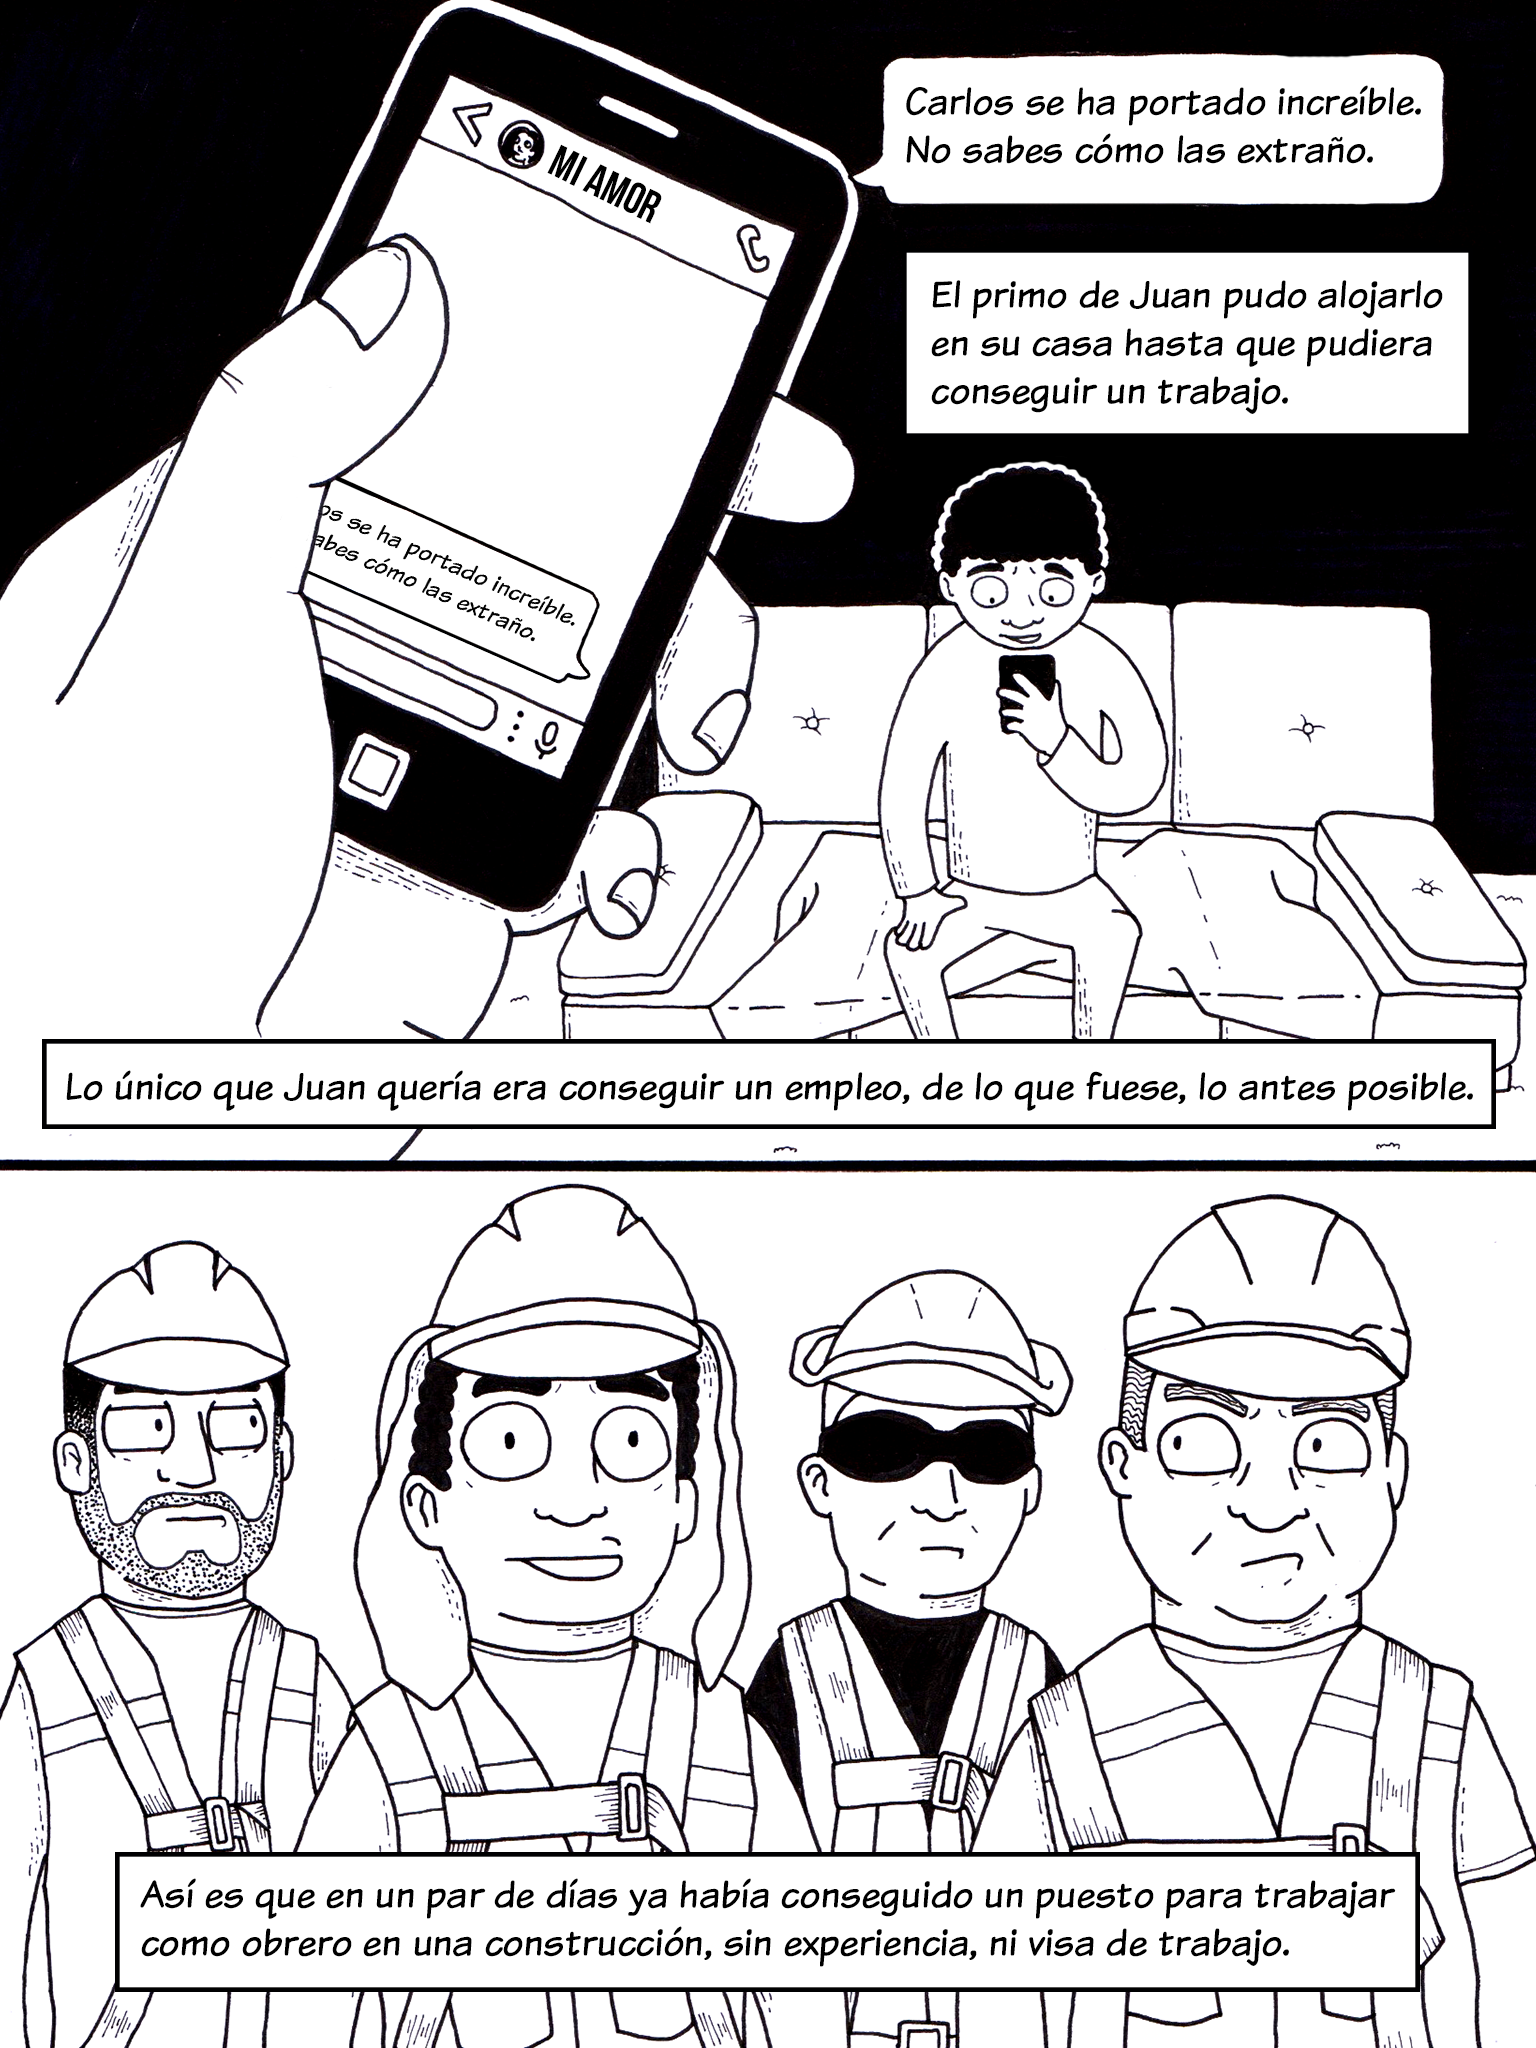 Carlos se ha portado increíble.
No sabes cómo las extraño.
MI AMOR
El primo de Juan pudo alojarlo
en su casa hasta que pudiera
conseguir un trabajo.
os se ha portado increíble.
abes cómo las extraño.
Lo único que Juan quería era conseguir un empleo, de lo que fuese, lo antes posible.
Así es que en un par de días ya había conseguido un puesto para trabajar
como obrero en una construcción, sin experiencia, ni visa de trabajo.